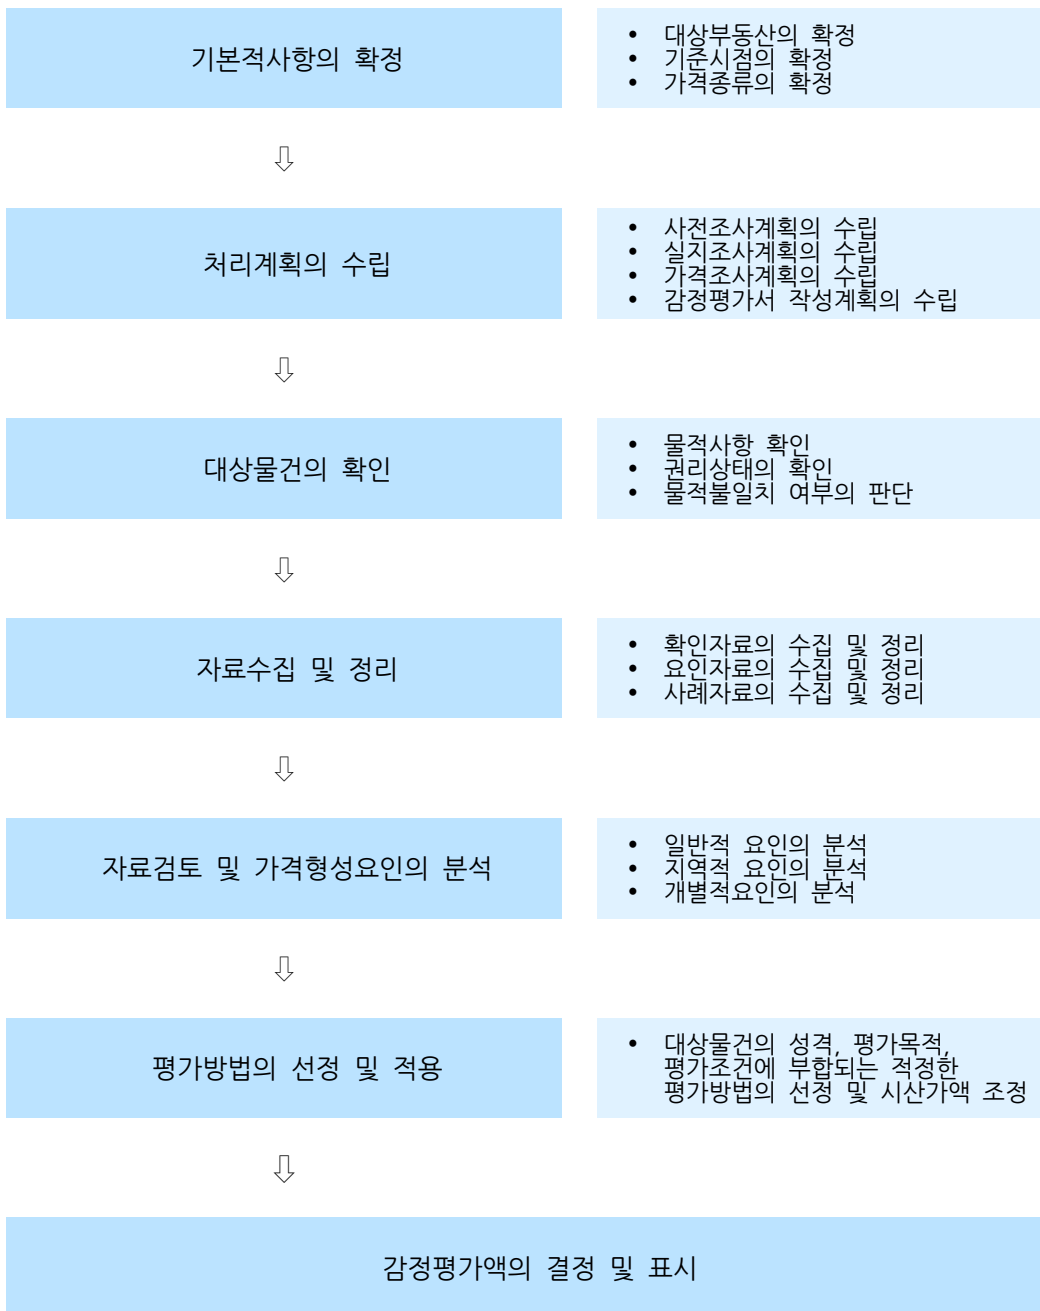 기본적사항의 확정
• 대상부동산의 확정
• 기준시점의 확정
• 가격종류의 확정
⇩
처리계획의 수립
• 사전조사계획의 수립
• 실지조사계획의 수립
• 가격조사계획의 수립
• 감정평가서 작성계획의 수립
⇩
대상물건의 확인
• 물적사항 확인
• 권리상태의 확인
• 물적불일치 여부의 판단
⇩
자료수집 및 정리
• 확인자료의 수집 및 정리
• 요인자료의 수집 및 정리
• 사례자료의 수집 및 정리
⇩
자료검토 및 가격형성요인의 분석
• 일반적 요인의 분석
• 지역적 요인의 분석
• 개별적요인의 분석
⇩
평가방법의 선정 및 적용
• 대상물건의 성격, 평가목적,
평가조건에 부합되는 적정한
평가방법의 선정 및 시산가액 조정
⇩
감정평가액의 결정 및 표시